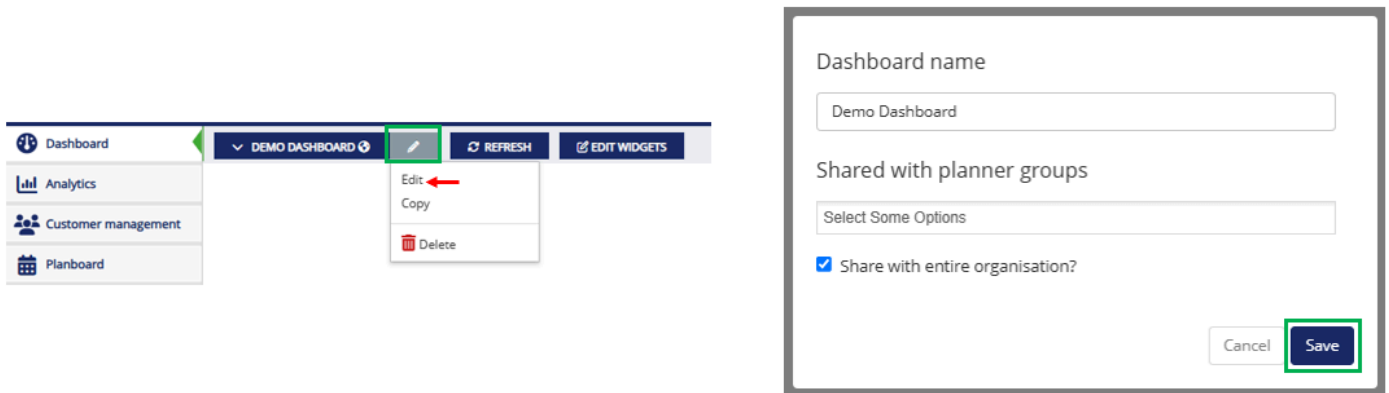 Dashboard
Analytics
Customer management
Planboard
DEMO DASHBOARD
REFRESH
EDIT WIDGETS
Edit
Copy
Delete
Dashboard name
Demo Dashboard
Shared with planner groups
Select Some Options
Share with entire organisation?
Cancel Save